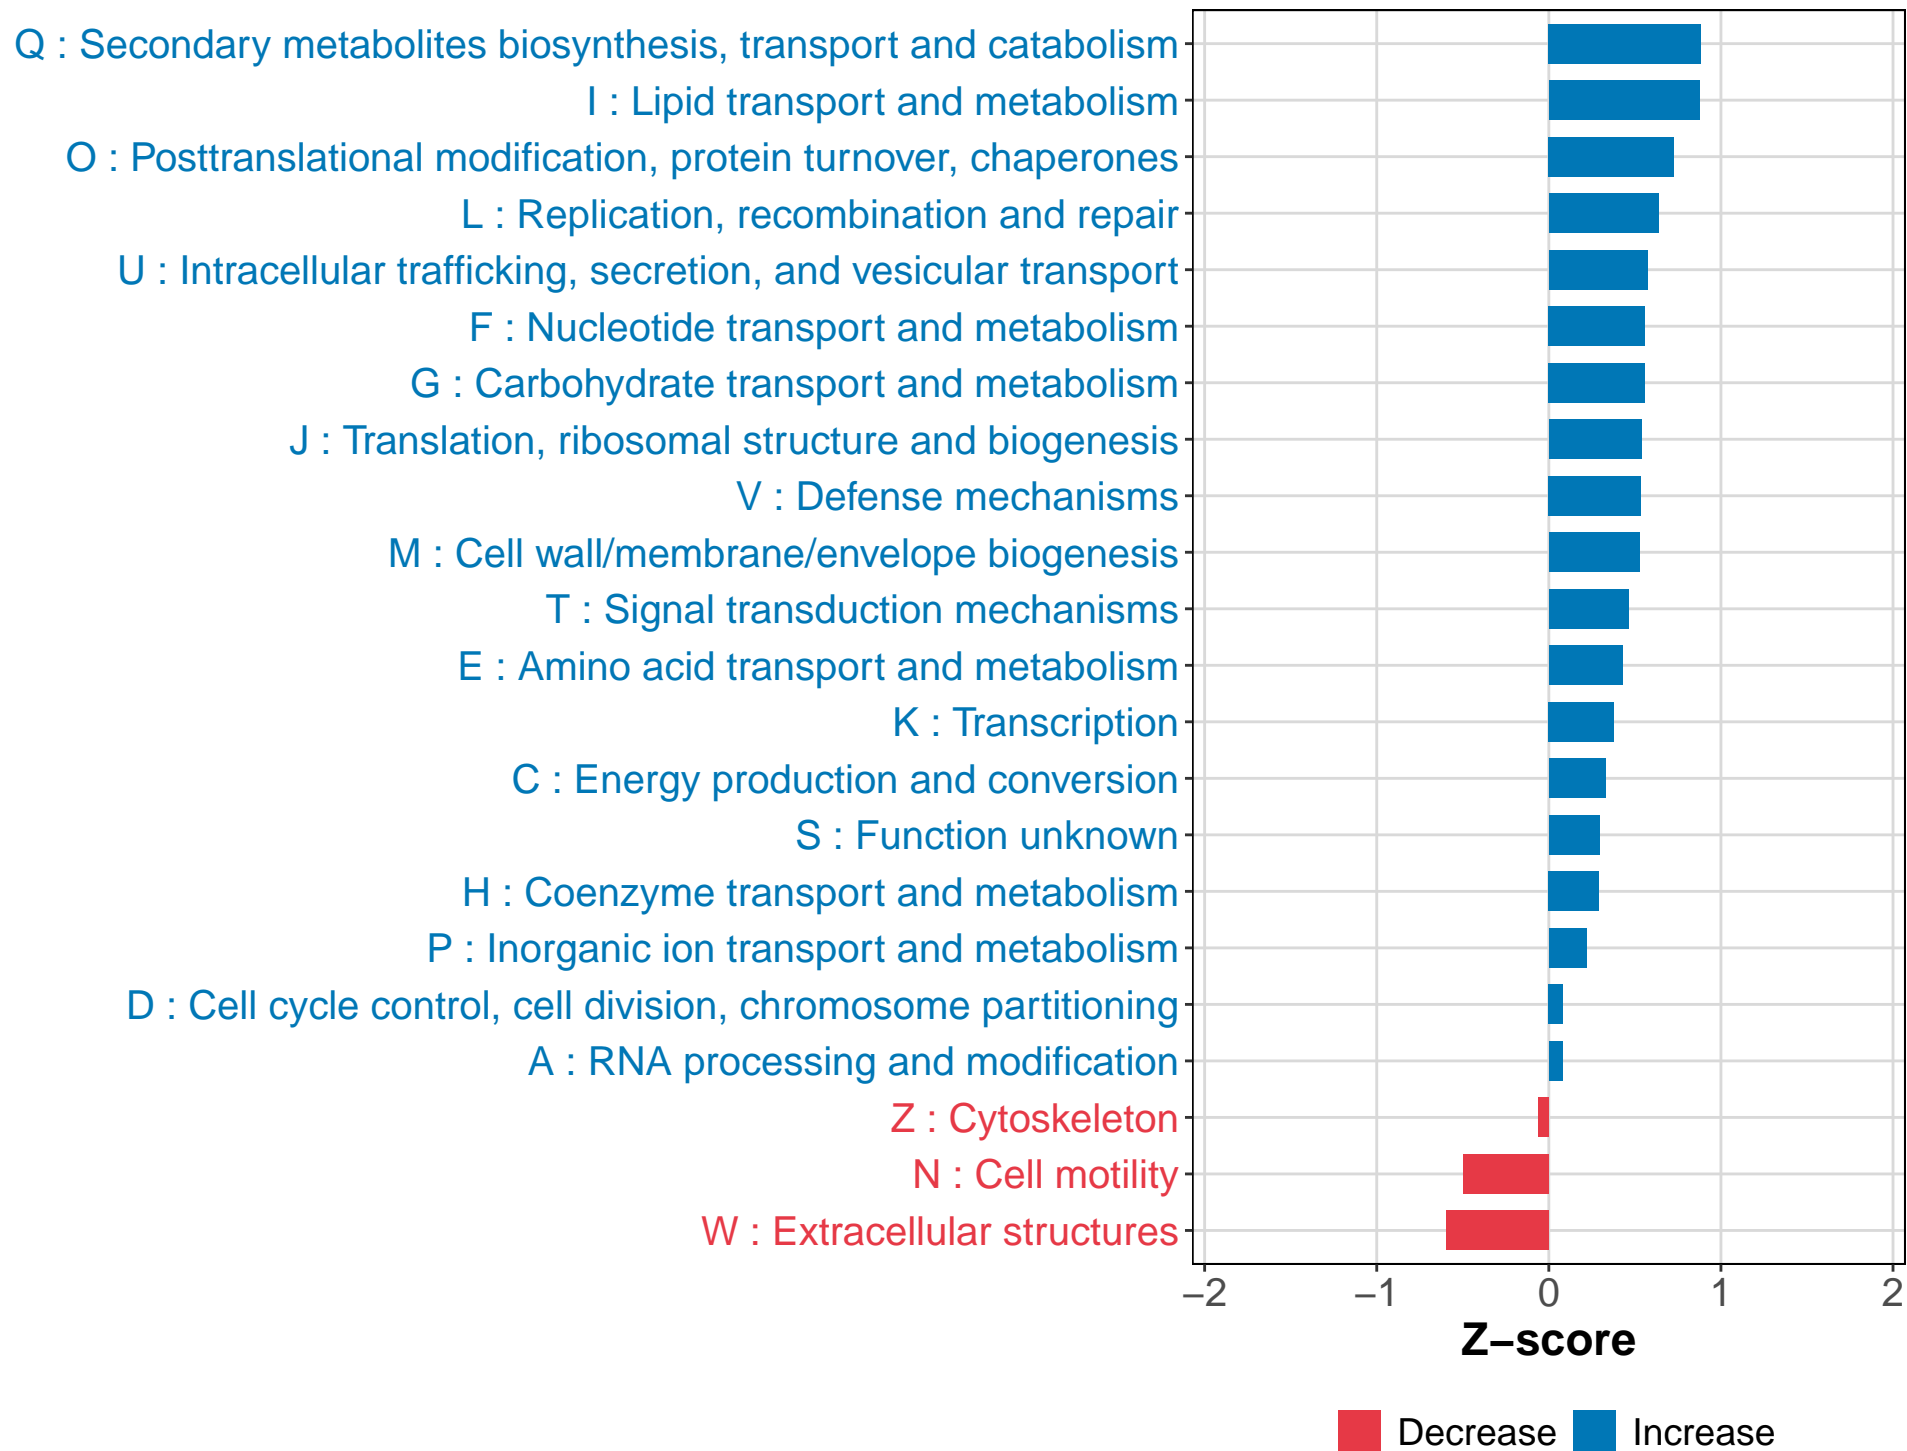 Q : Secondary metabolites biosynthesis, transport and catabolism
I : Lipid transport and metabolism
O : Posttranslational modification, protein turnover, chaperones
L : Replication, recombination and repair
U : Intracellular trafficking, secretion, and vesicular transport
F : Nucleotide transport and metabolism
G : Carbohydrate transport and metabolism
J : Translation, ribosomal structure and biogenesis
V : Defense mechanisms
M : Cell wall/membrane/envelope biogenesis
T : Signal transduction mechanisms
E : Amino acid transport and metabolism
K : Transcription
C : Energy production and conversion
S : Function unknown
H : Coenzyme transport and metabolism
P : Inorganic ion transport and metabolism
D : Cell cycle control, cell division, chromosome partitioning
A : RNA processing and modification
Z : Cytoskeleton
N : Cell motility
W : Extracellular structures
−2 −1 0 1 2
Z−score
Decrease Increase